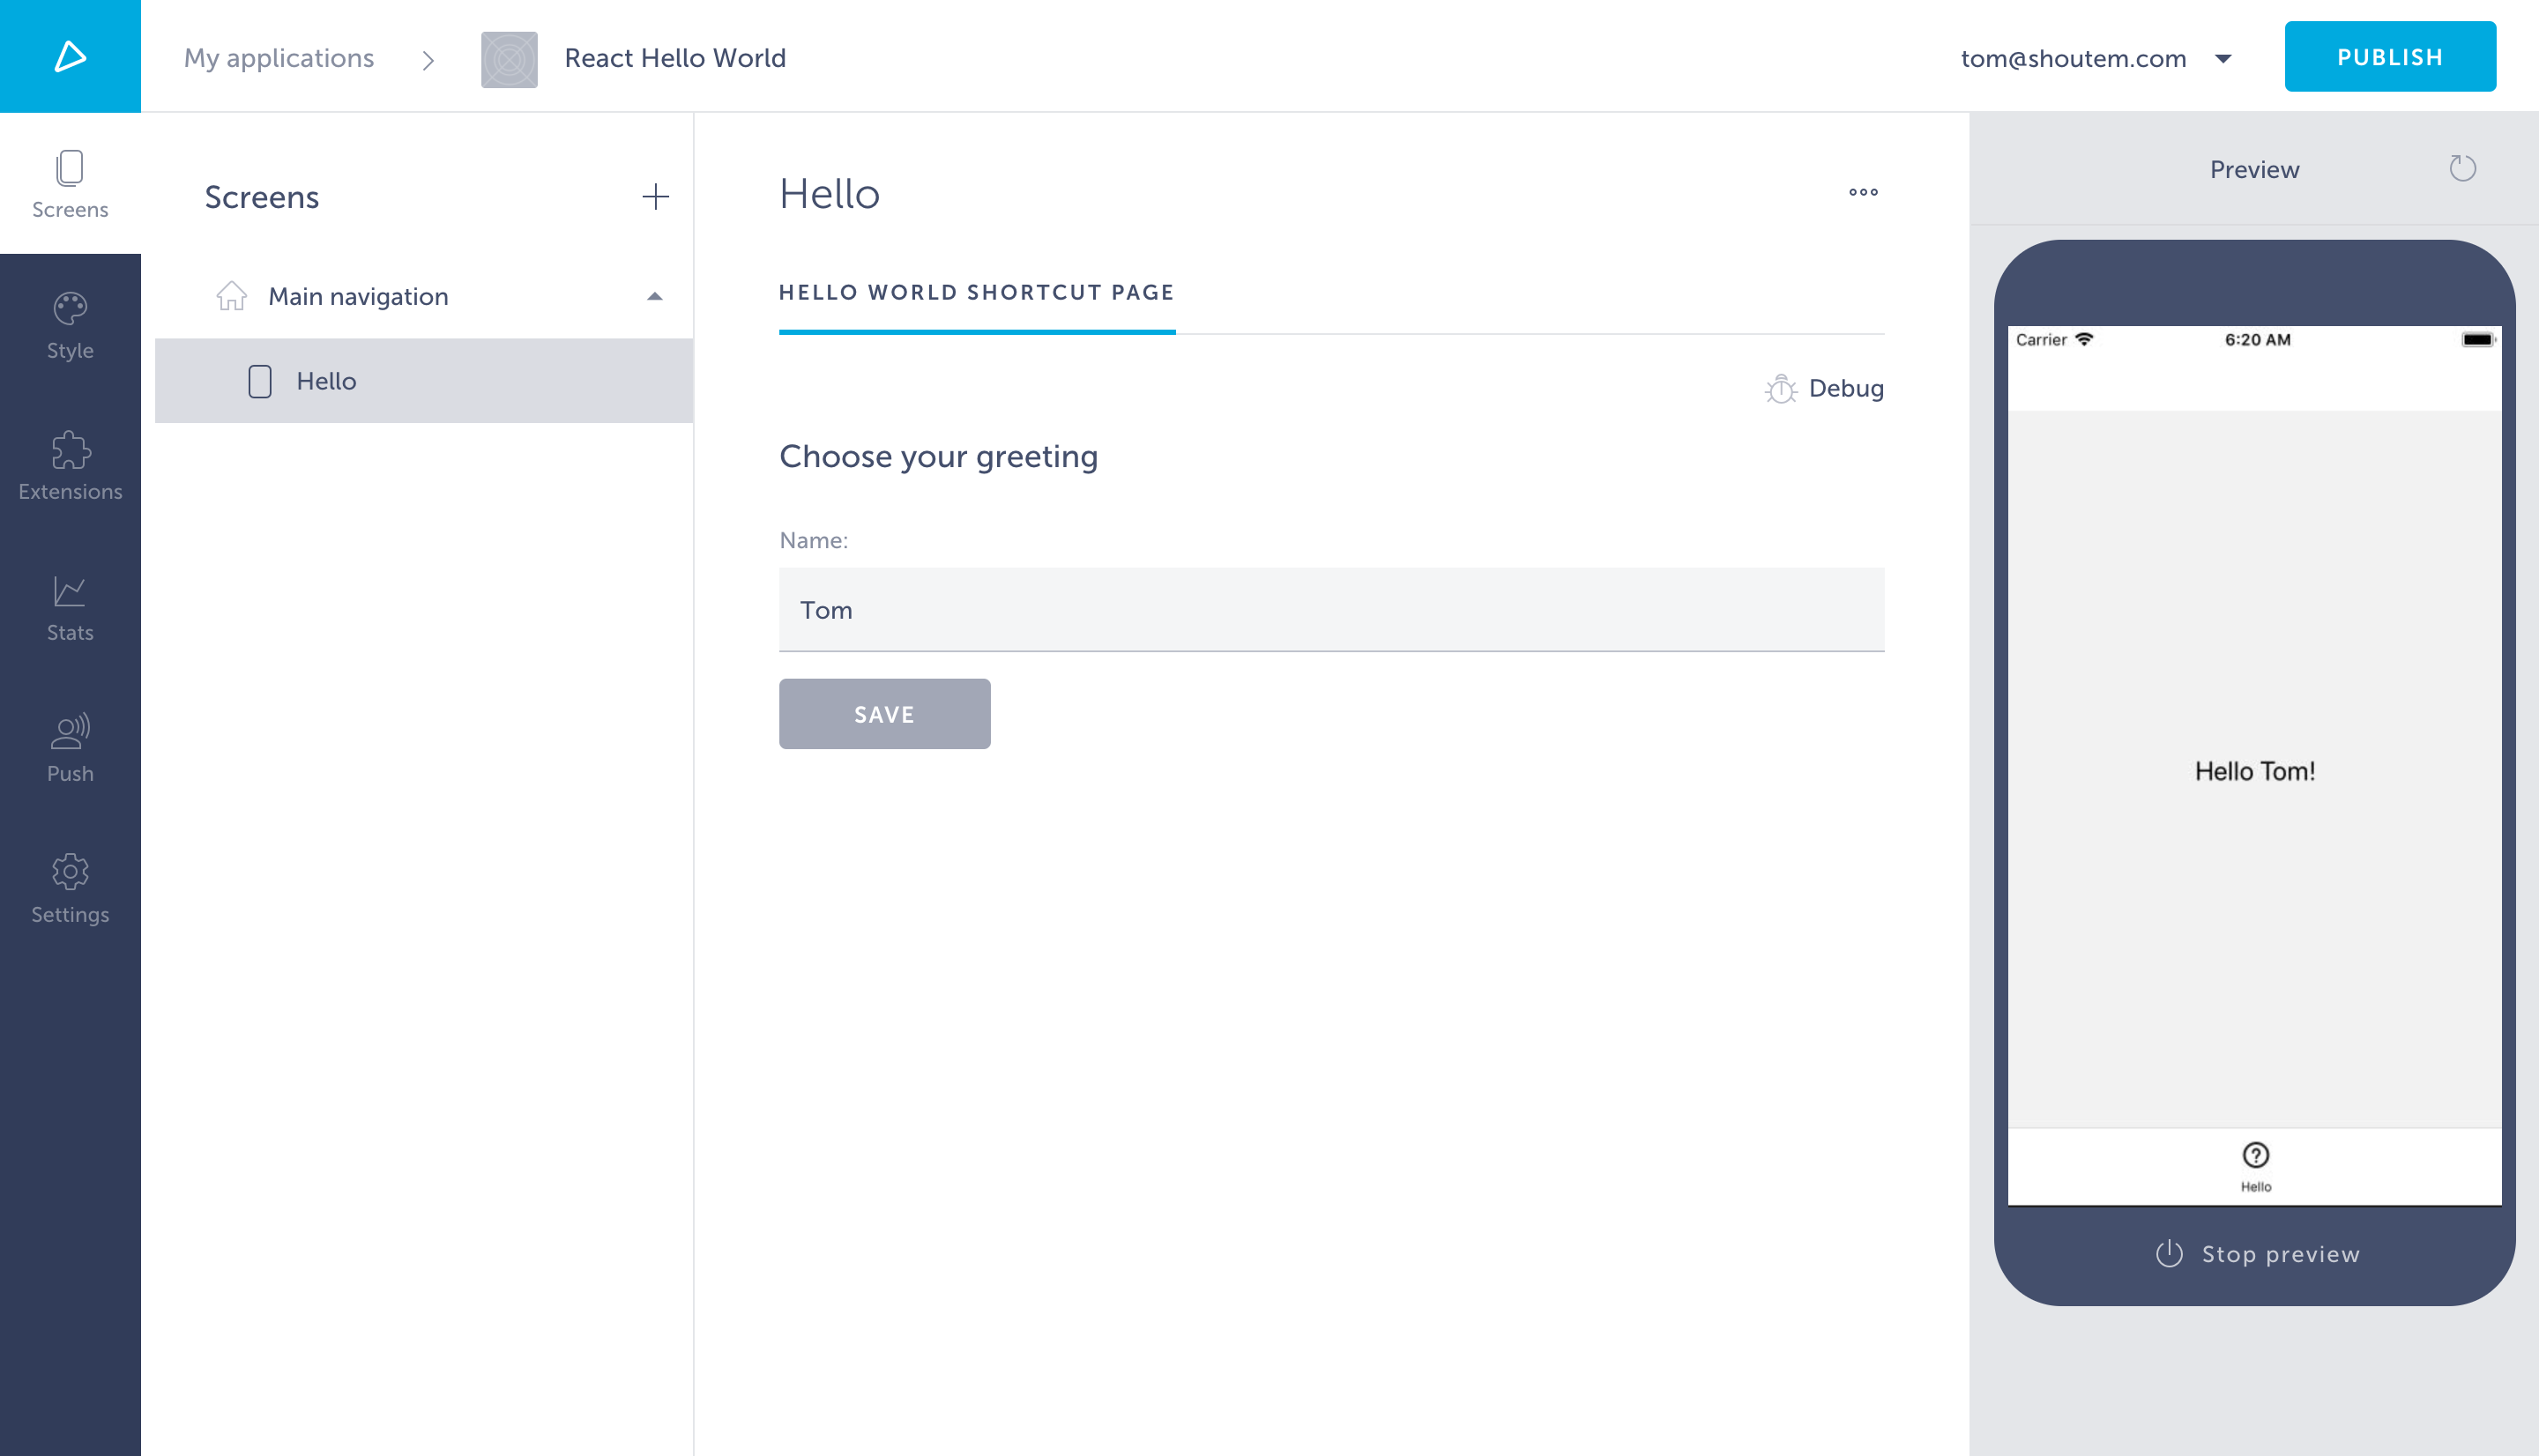 My applications
React Hello World
tom@shoutem.com
PUBLISH
Screens
Style
Extensions
Stats
Push
Settings
Screens
Main navigation
Hello
Hello
HELLO WORLD SHORTCUT PAGE
Debug
Choose your greeting
Name:
Tom
SAVE
Preview
Carrier 6:20 AM
Hello Tom!
Hello
Stop preview